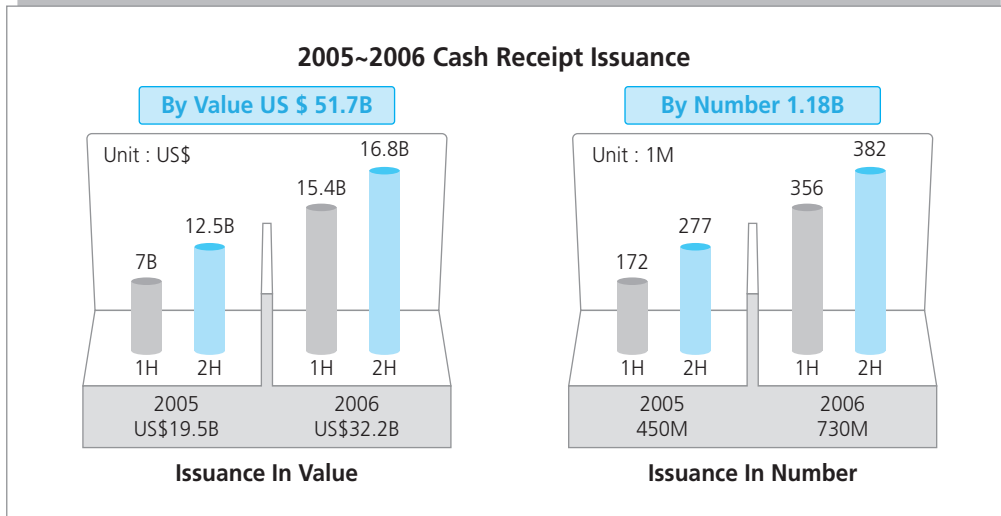 2005~2006 Cash Receipt Issuance
By Value US $ 51.7B
Unit : US$
7B
12.5B
15.4B
16.8B
1H 2H 1H 2H
2005 2006
US$19.5B US$32.2B
Issuance In Value
By Number 1.18B
Unit : 1M
172
277
356
382
1H 2H 1H 2H
2005 2006
450M 730M
Issuance In Number